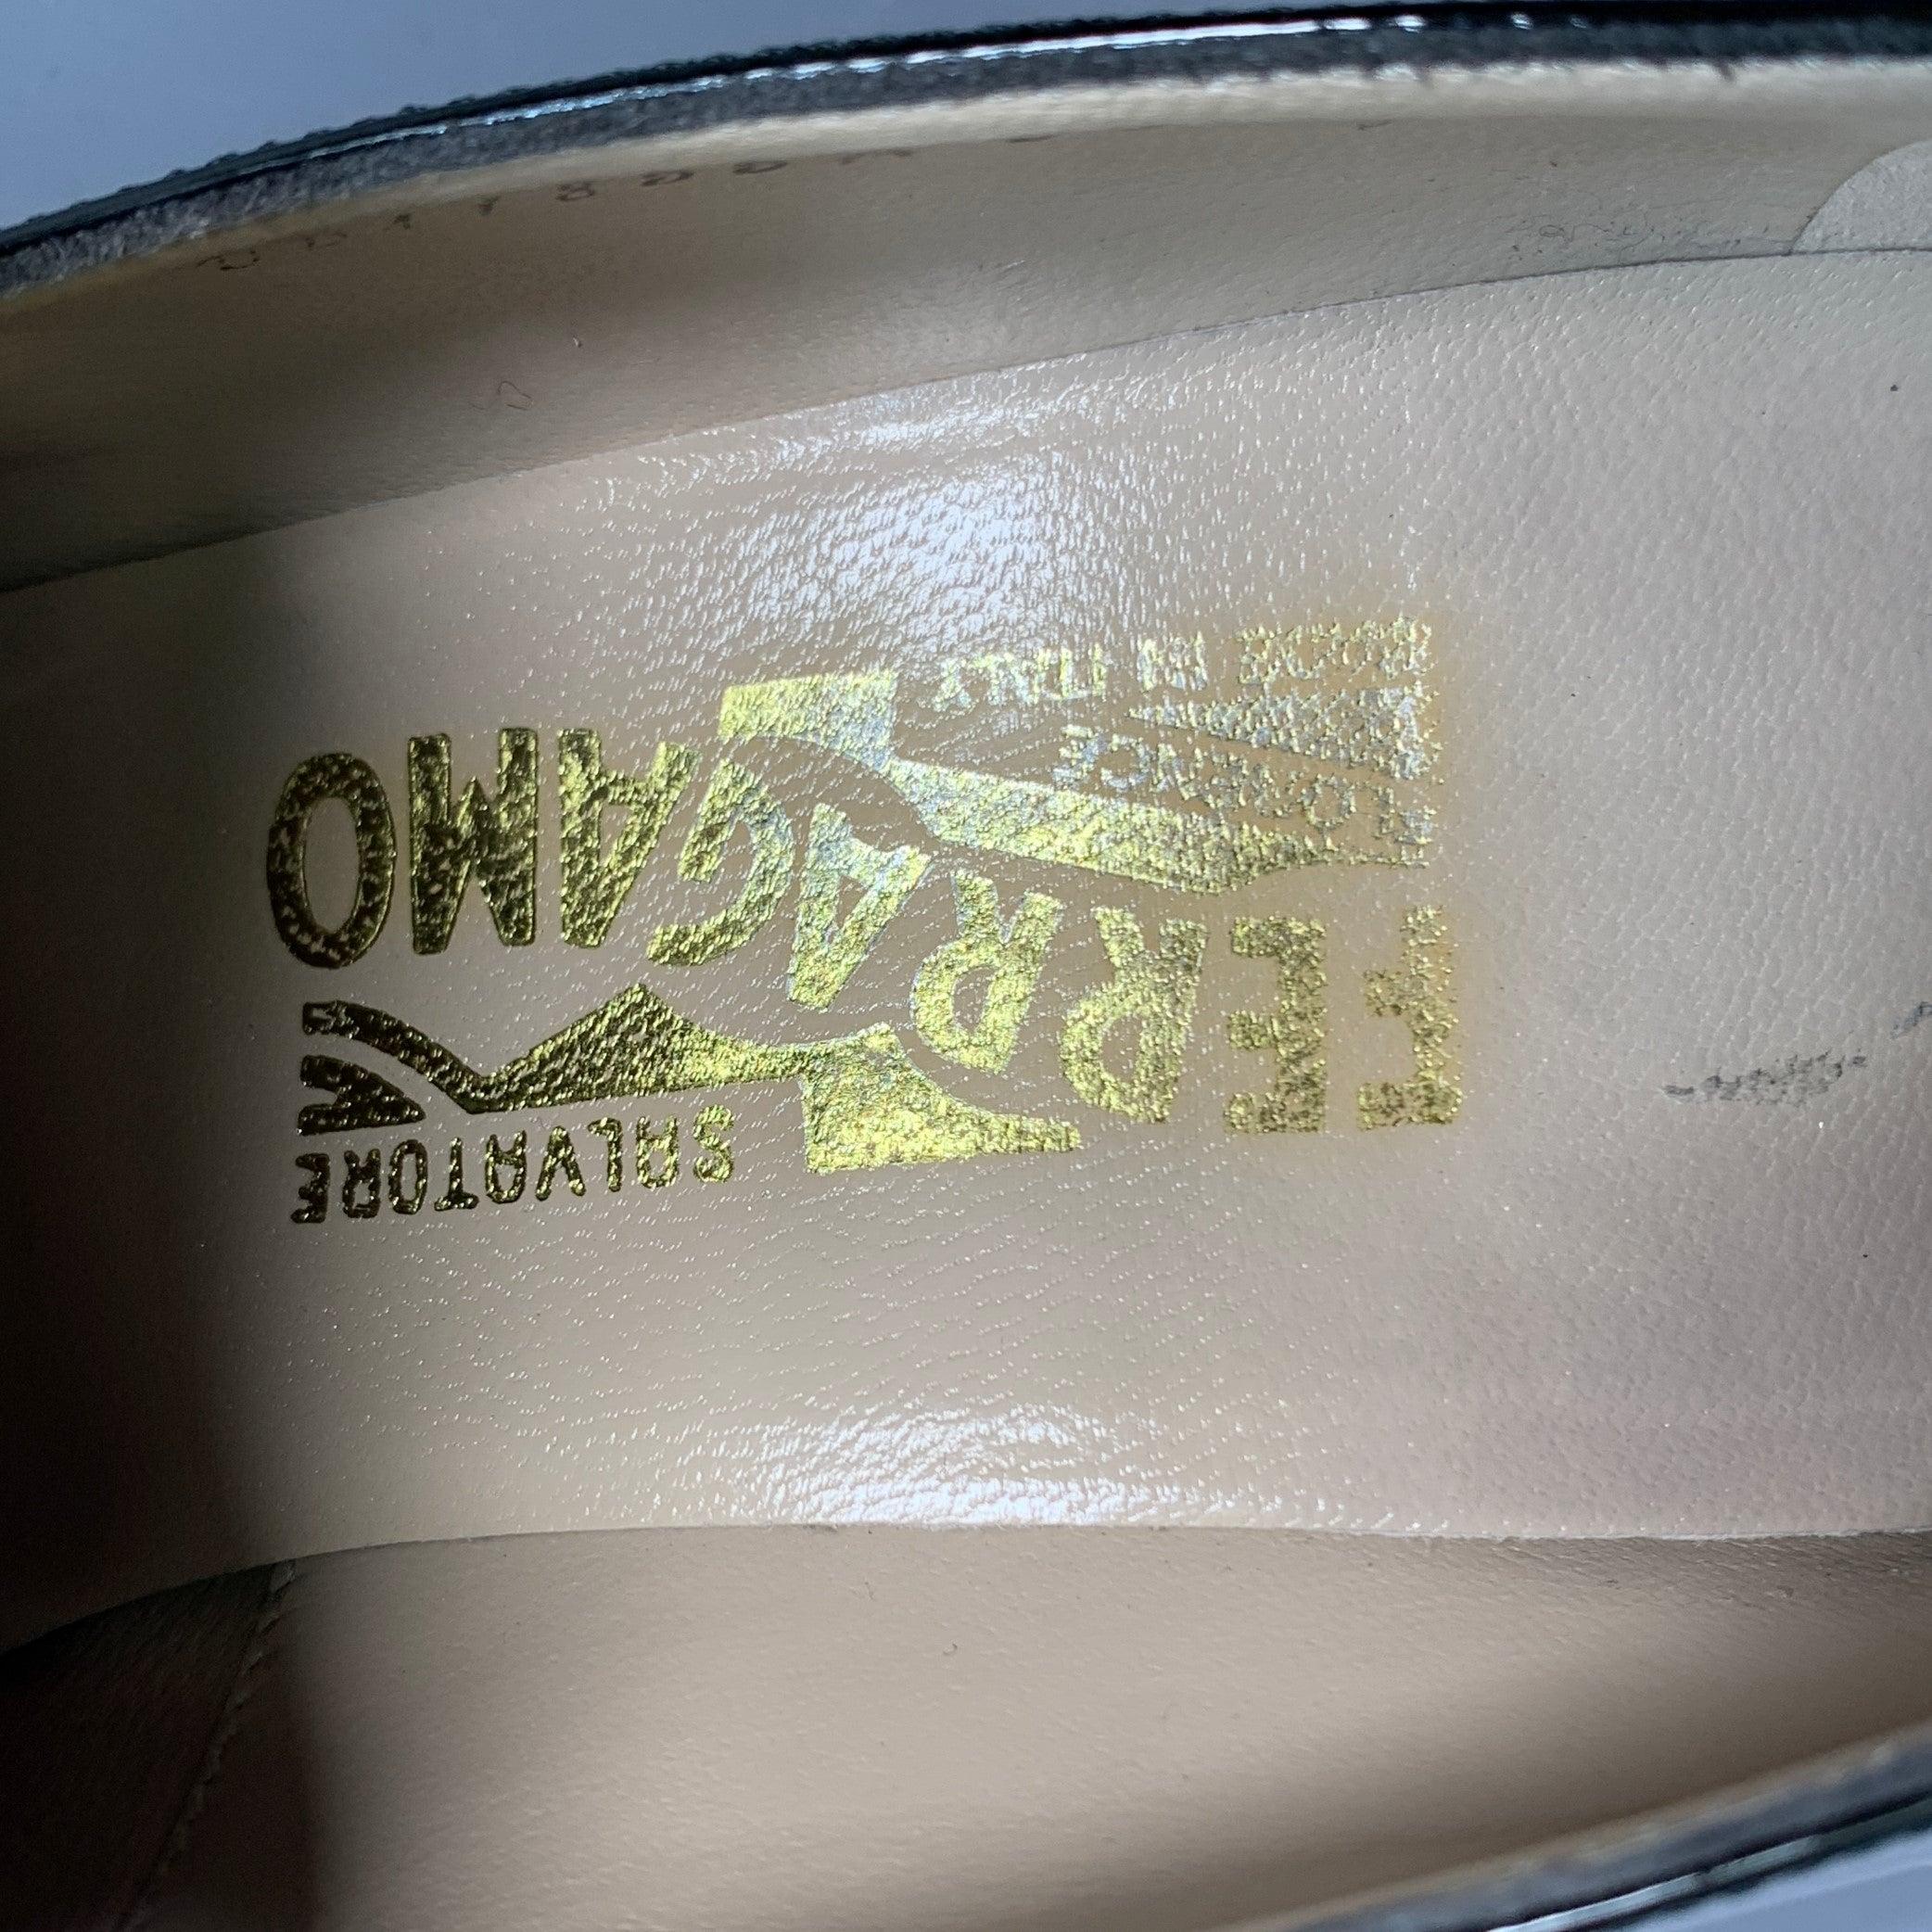 SALVATORE
FERRAGAMO
FLORENCE
MADE IN ITALY